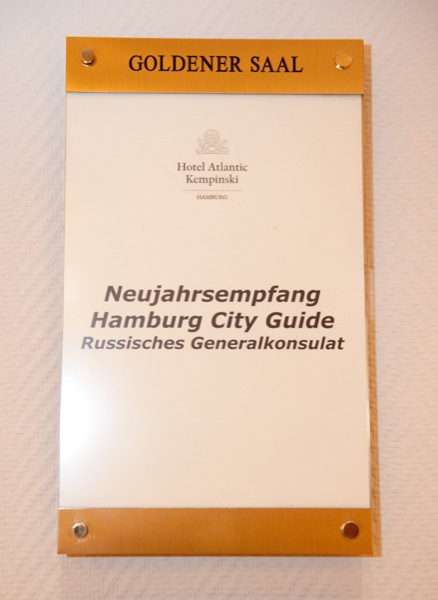 GOLDENER SAAL
Hotel Atlantic
Kempinski
HAMBURG
Neujahrsempfang
Hamburg City Guide
Russisches Generalkonsulat